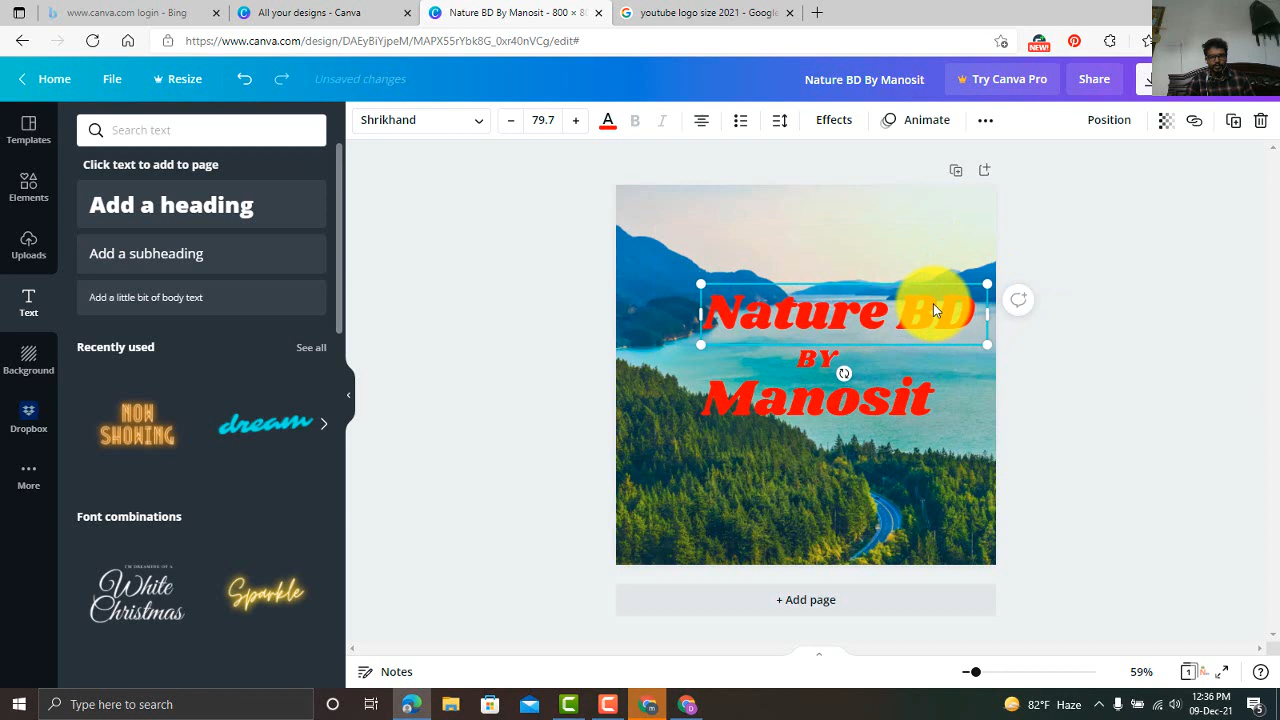 www.canva.com login - Bing
All your designs - Canva
Nature BD By Manosit - 800 × 80
youtube logo size 2021 - Google
https://www.canva.com/design/DAEyBiYjpeM/MAPX55rYbk8G_0xr40nVCg/edit#
NEW!
Home
File
Resize
Unsaved changes
Nature BD By Manosit
Try Canva Pro
Share
Shrikhand
79.7
A
B
I
Effects
Animate
Position
Templates
Elements
Uploads
Text
Background
Dropbox
More
Search text
Click text to add to page
Add a heading
Add a subheading
Add a little bit of body text
Recently used
See all
NOW
SHOWING
dream
Font combinations
I'M DREAMING OF A
White
Christmas
Sparkle
Nature BD
BY
Manosit
+ Add page
Notes
59%
1
Type here to search
82°F Haze
12:36 PM
09-Dec-21